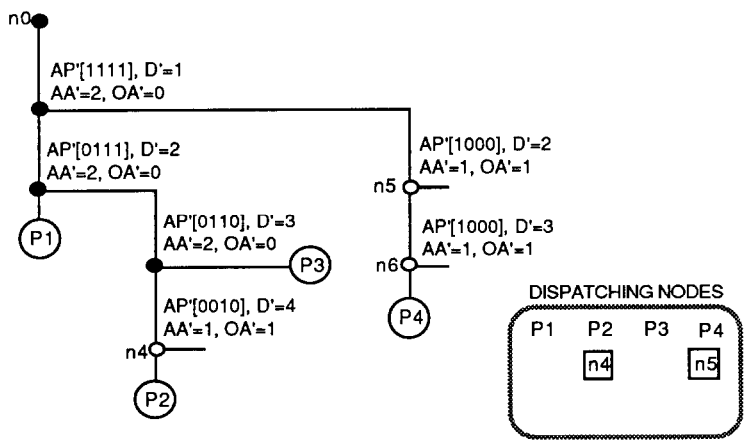 n0
AP'[1111], D'=1
AA'=2, OA'=0
AP'[0111], D'=2
AA'=2, OA'=0
AP'[1000], D'=2
AA'=1, OA'=1
n5
P1
AP'[0110], D'=3
AA'=2, OA'=0
AP'[1000], D'=3
AA'=1, OA'=1
P3
n6
AP'[0010], D'=4
AA'=1, OA'=1
P4
n4
P2
DISPATCHING NODES
P1 P2 P3 P4
n4 n5